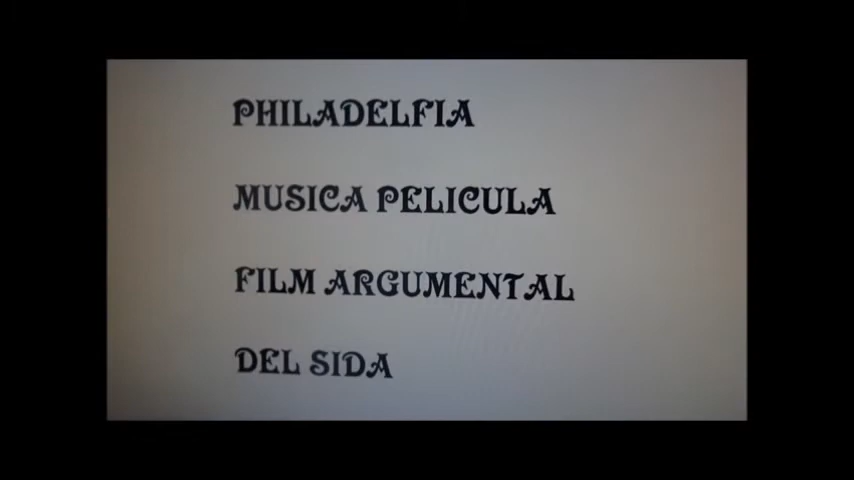 PHILADELFIA
MUSICA PELICULA
FILM ARGUMENTAL
DEL SIDA